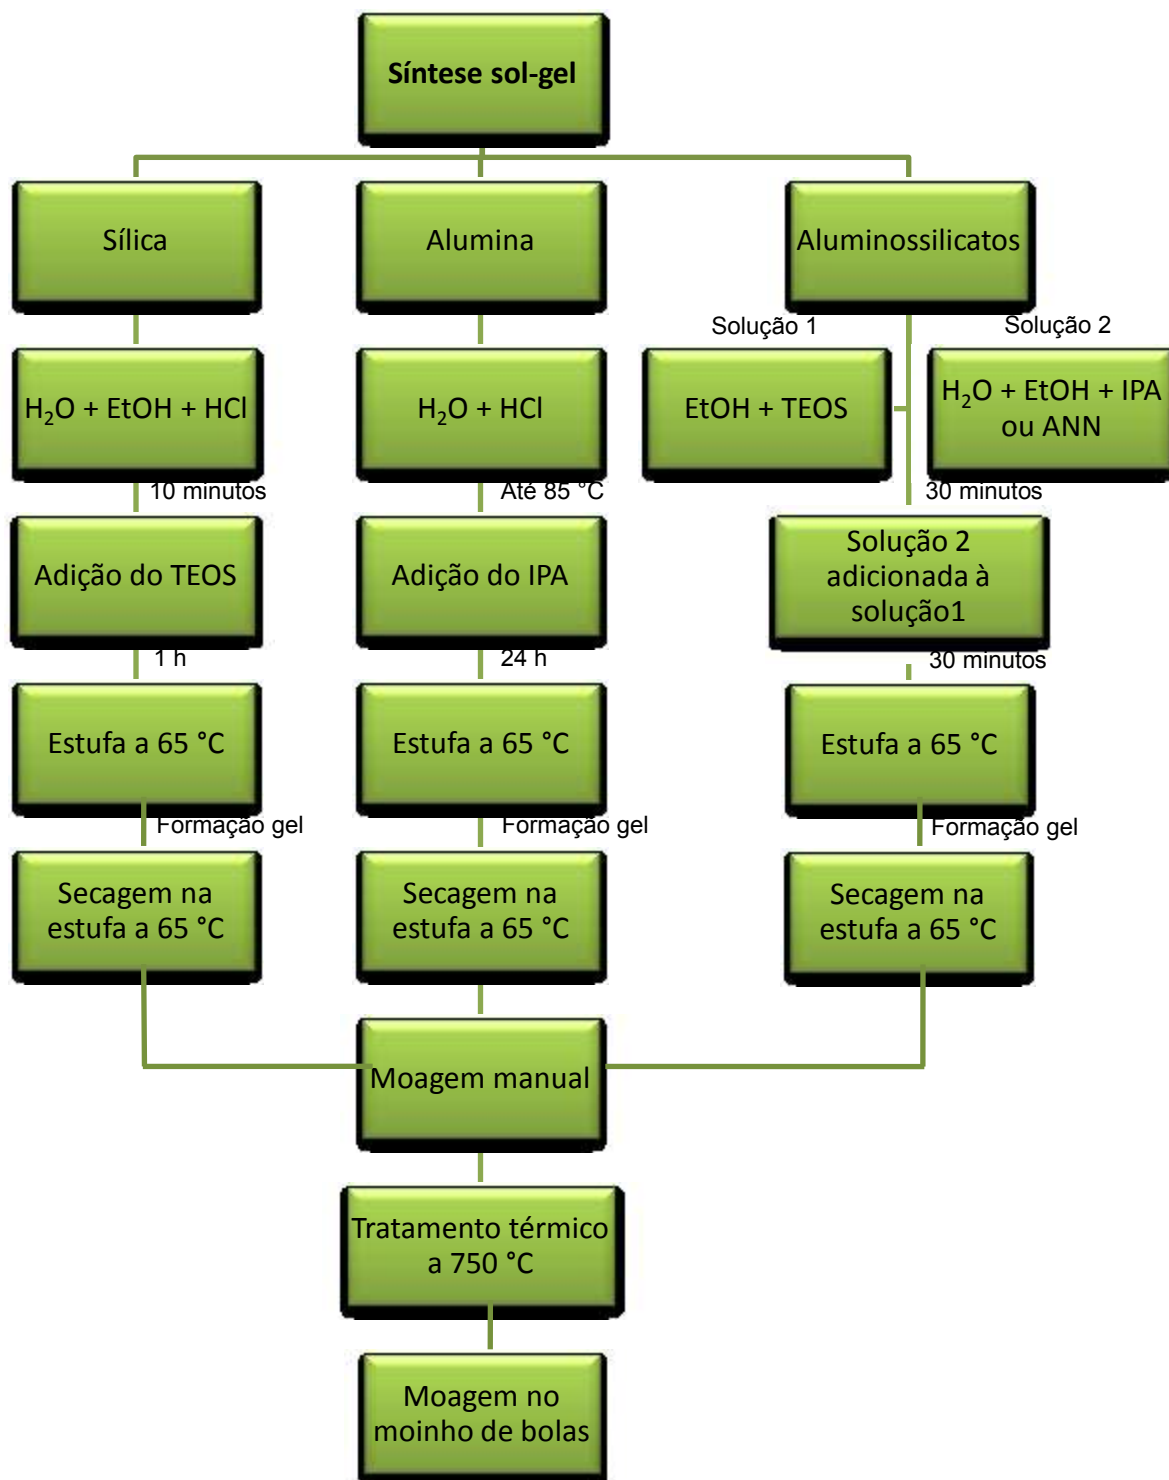 Síntese sol-gel
Sílica
Alumina
Aluminossilicatos
Solução 1
Solução 2
H₂O + EtOH + HCl
H₂O + HCl
EtOH + TEOS
H₂O + EtOH + IPA
ou ANN
10 minutos
Até 85 °C
30 minutos
Adição do TEOS
Adição do IPA
Solução 2
adicionada à
solução1
1 h
24 h
30 minutos
Estufa a 65 °C
Estufa a 65 °C
Estufa a 65 °C
Formação gel
Formação gel
Formação gel
Secagem na
estufa a 65 °C
Secagem na
estufa a 65 °C
Secagem na
estufa a 65 °C
Moagem manual
Tratamento térmico
a 750 °C
Moagem no
moinho de bolas